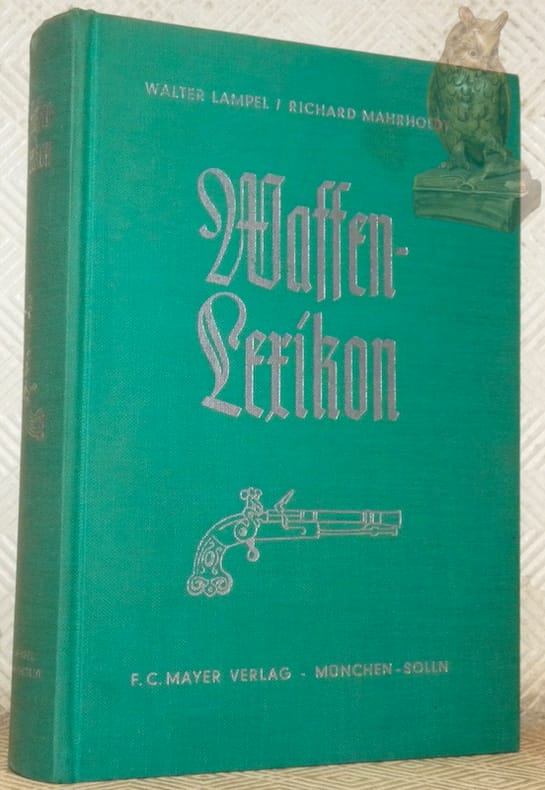 WALTER LAMPEL / RICHARD MAHRHOLDT
Waffen-
Lexikon
F. C. MAYER VERLAG - MÜNCHEN-SOLLN